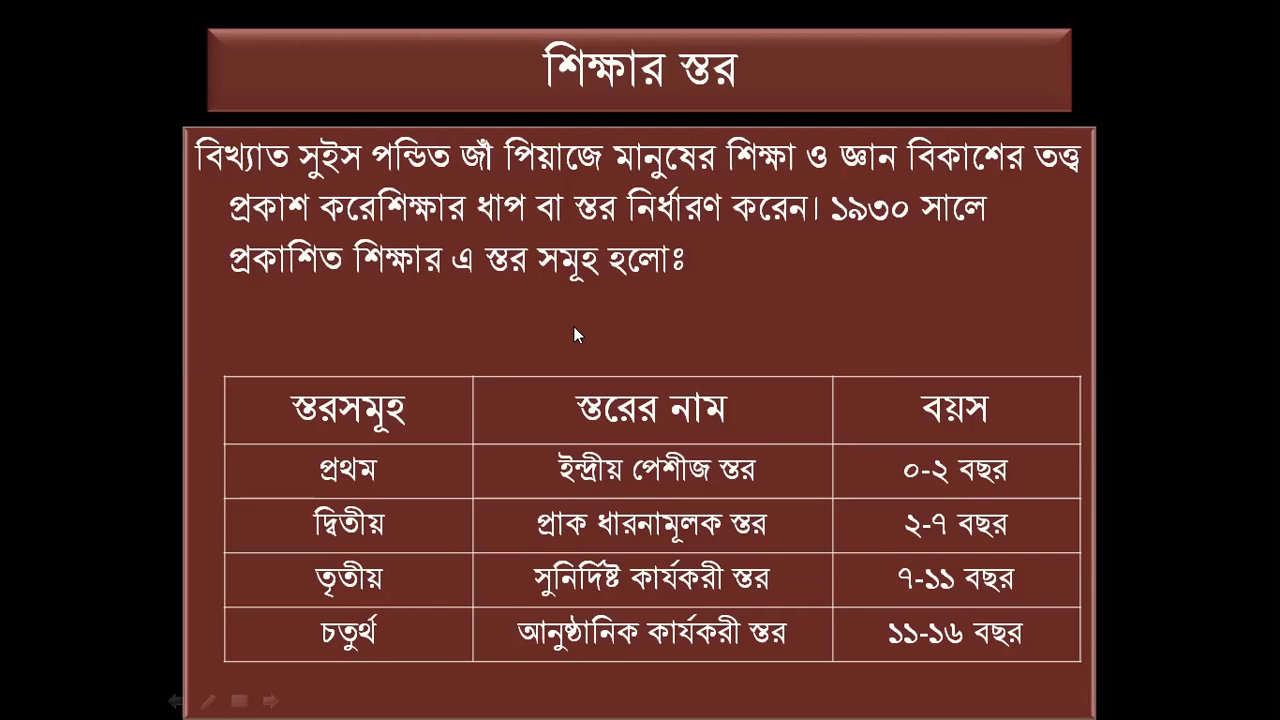 শিক্ষার স্তর
বিখ্যাত সুইস পন্ডিত জাঁ পিয়াজে মানুষের শিক্ষা ও জ্ঞান বিকাশের তত্ত্ব
প্রকাশ করেশিক্ষার ধাপ বা স্তর নির্ধারণ করেন। ১৯৩০ সালে
প্রকাশিত শিক্ষার এ স্তর সমূহ হলোঃ
স্তরসমূহ স্তরের নাম বয়স
প্রথম ইন্দ্রীয় পেশীজ স্তর ০-২ বছর
দ্বিতীয় প্রাক ধারনামূলক স্তর ২-৭ বছর
তৃতীয় সুনির্দিষ্ট কার্যকরী স্তর ৭-১১ বছর
চতুর্থ আনুষ্ঠানিক কার্যকরী স্তর ১১-১৬ বছর